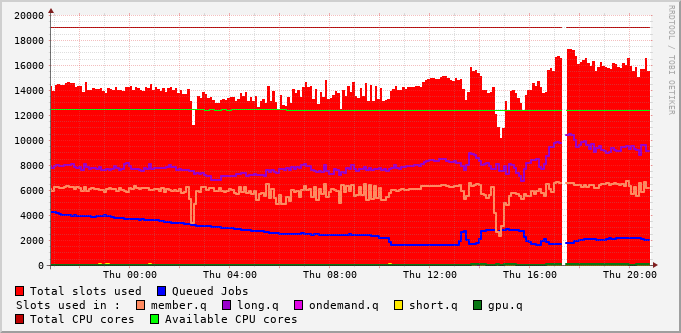 20000
18000
16000
14000
12000
10000
8000
6000
4000
2000
0
Thu 00:00 Thu 04:00 Thu 08:00 Thu 12:00 Thu 16:00 Thu 20:00
RRDTOOL / TOBI OETIKER
Total slots used Queued Jobs
Slots used in : member.q long.q ondemand.q short.q gpu.q
Total CPU cores Available CPU cores